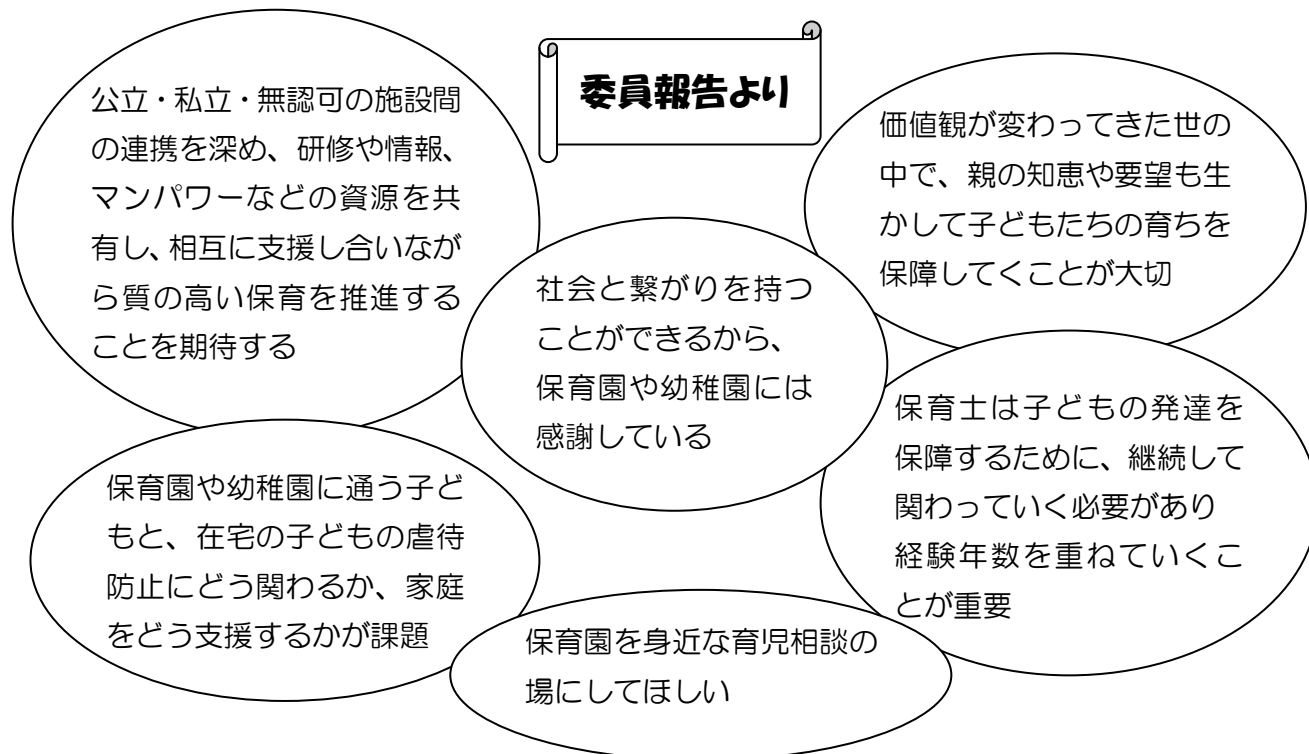 委員報告より
公立・私立・無認可の施設間
の連携を深め、研修や情報、
マンパワーなどの資源を共
有し、相互に支援し合いなが
ら質の高い保育を推進する
ことを期待する
価値観が変わってきた世の
中で、親の知恵や要望も生
かして子どもたちの育ちを
保障してくことが大切
社会と繋がりを持つ
ことができるから、
保育園や幼稚園には
感謝している
保育士は子どもの発達を
保障するために、継続して
関わっていく必要があり
経験年数を重ねていくこ
とが重要
保育園や幼稚園に通う子ど
もと、在宅の子どもの虐待
防止にどう関わるか、家庭
をどう支援するかが課題
保育園を身近な育児相談の
場にしてほしい